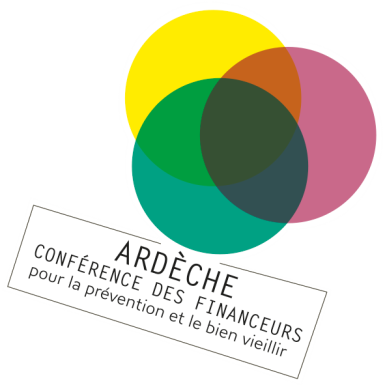 ARDÈCHE
CONFÉRENCE DES FINANCEURS
pour la prévention et le bien vieillir